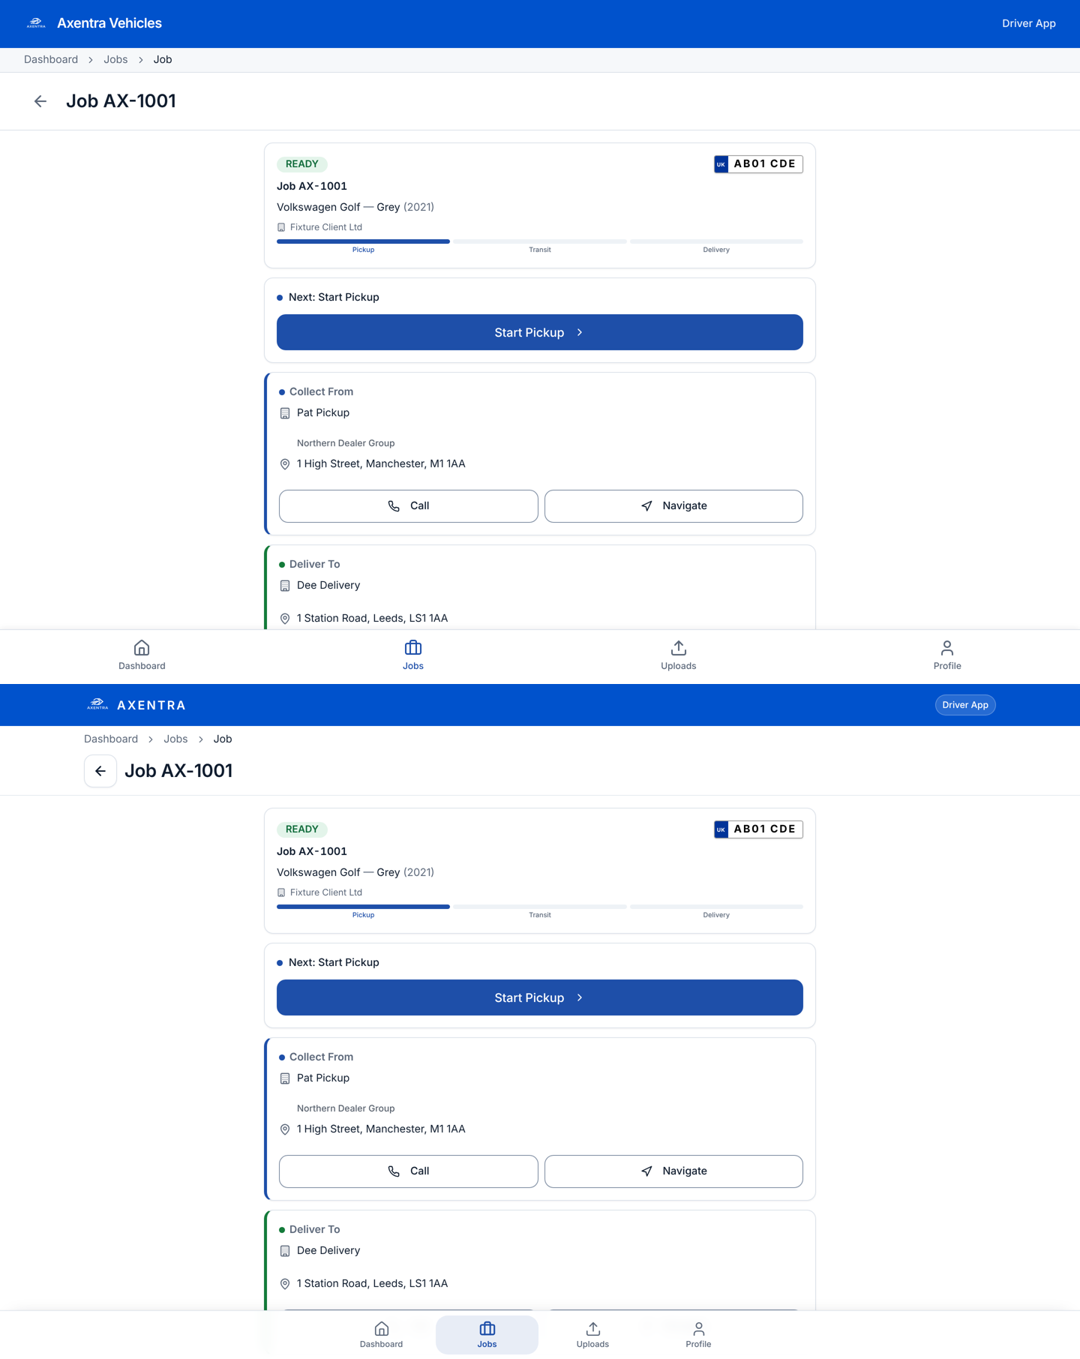 AXENTRA
Axentra Vehicles
Driver App
Dashboard > Jobs > Job
Job AX-1001
READY
UK AB01 CDE
Job AX-1001
Volkswagen Golf — Grey (2021)
Fixture Client Ltd
Pickup Transit Delivery
Next: Start Pickup
Start Pickup
Collect From
Pat Pickup
Northern Dealer Group
1 High Street, Manchester, M1 1AA
Call Navigate
Deliver To
Dee Delivery
1 Station Road, Leeds, LS1 1AA
Dashboard Jobs Uploads Profile
AXENTRA
AXENTRA
Driver App
Dashboard > Jobs > Job
Job AX-1001
READY
UK AB01 CDE
Job AX-1001
Volkswagen Golf — Grey (2021)
Fixture Client Ltd
Pickup Transit Delivery
Next: Start Pickup
Start Pickup
Collect From
Pat Pickup
Northern Dealer Group
1 High Street, Manchester, M1 1AA
Call Navigate
Deliver To
Dee Delivery
1 Station Road, Leeds, LS1 1AA
Dashboard Jobs Uploads Profile